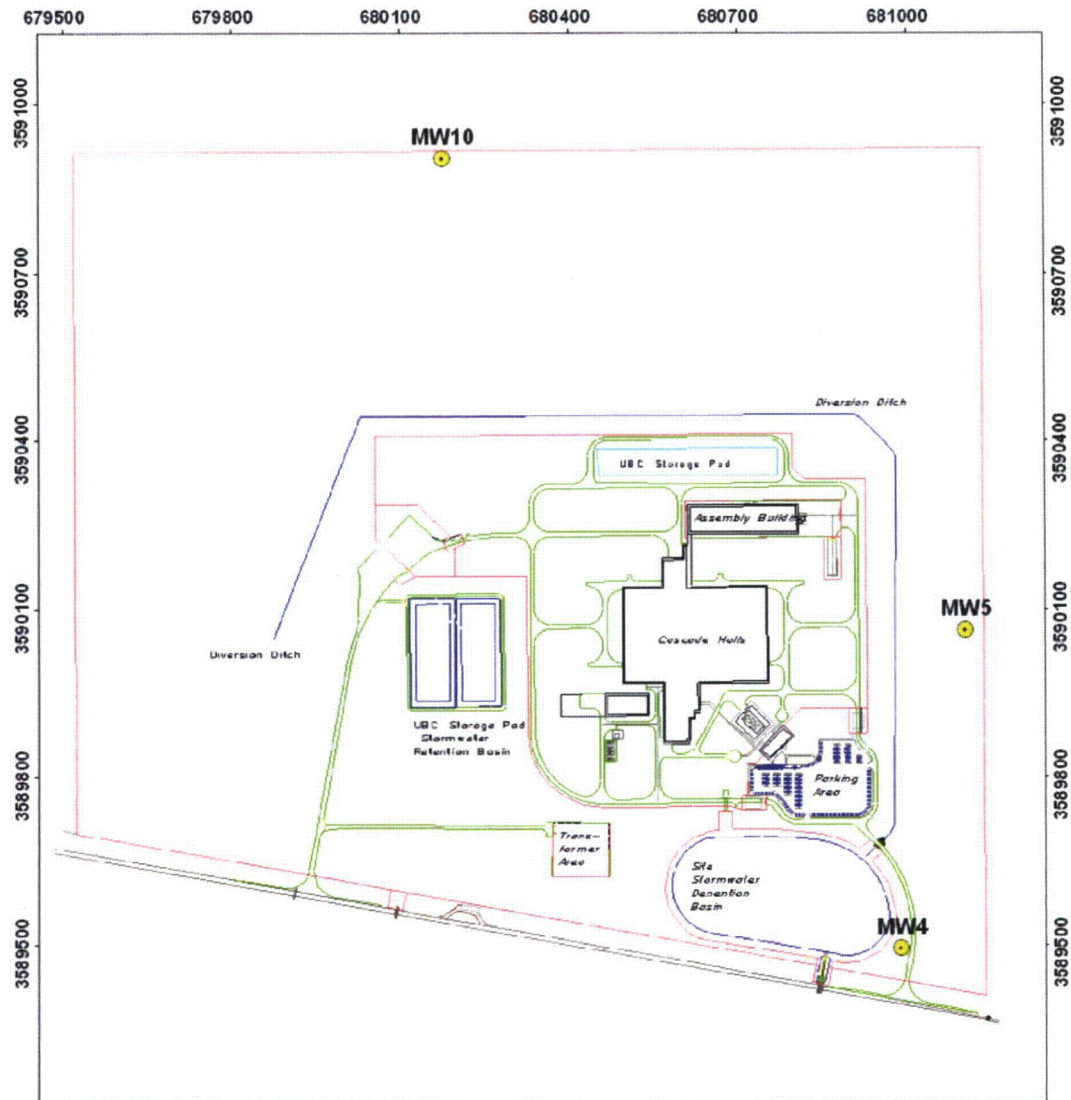 679500 679800 680100 680400 680700 681000
3591000
3591000
MW10
3590700
3590700
Diversion Ditch
3590400
3590400
UBC Storage Pad
Assembly Building
3590100
3590100
MW5
Cascade Halls
Diversion Ditch
UBC Storage Pad
Stormwater
Retention Basin
3589800
3589800
Parking
Area
Trans-
former
Area
Site
Stormwater
Detention
Basin
MW4
3589500
3589500